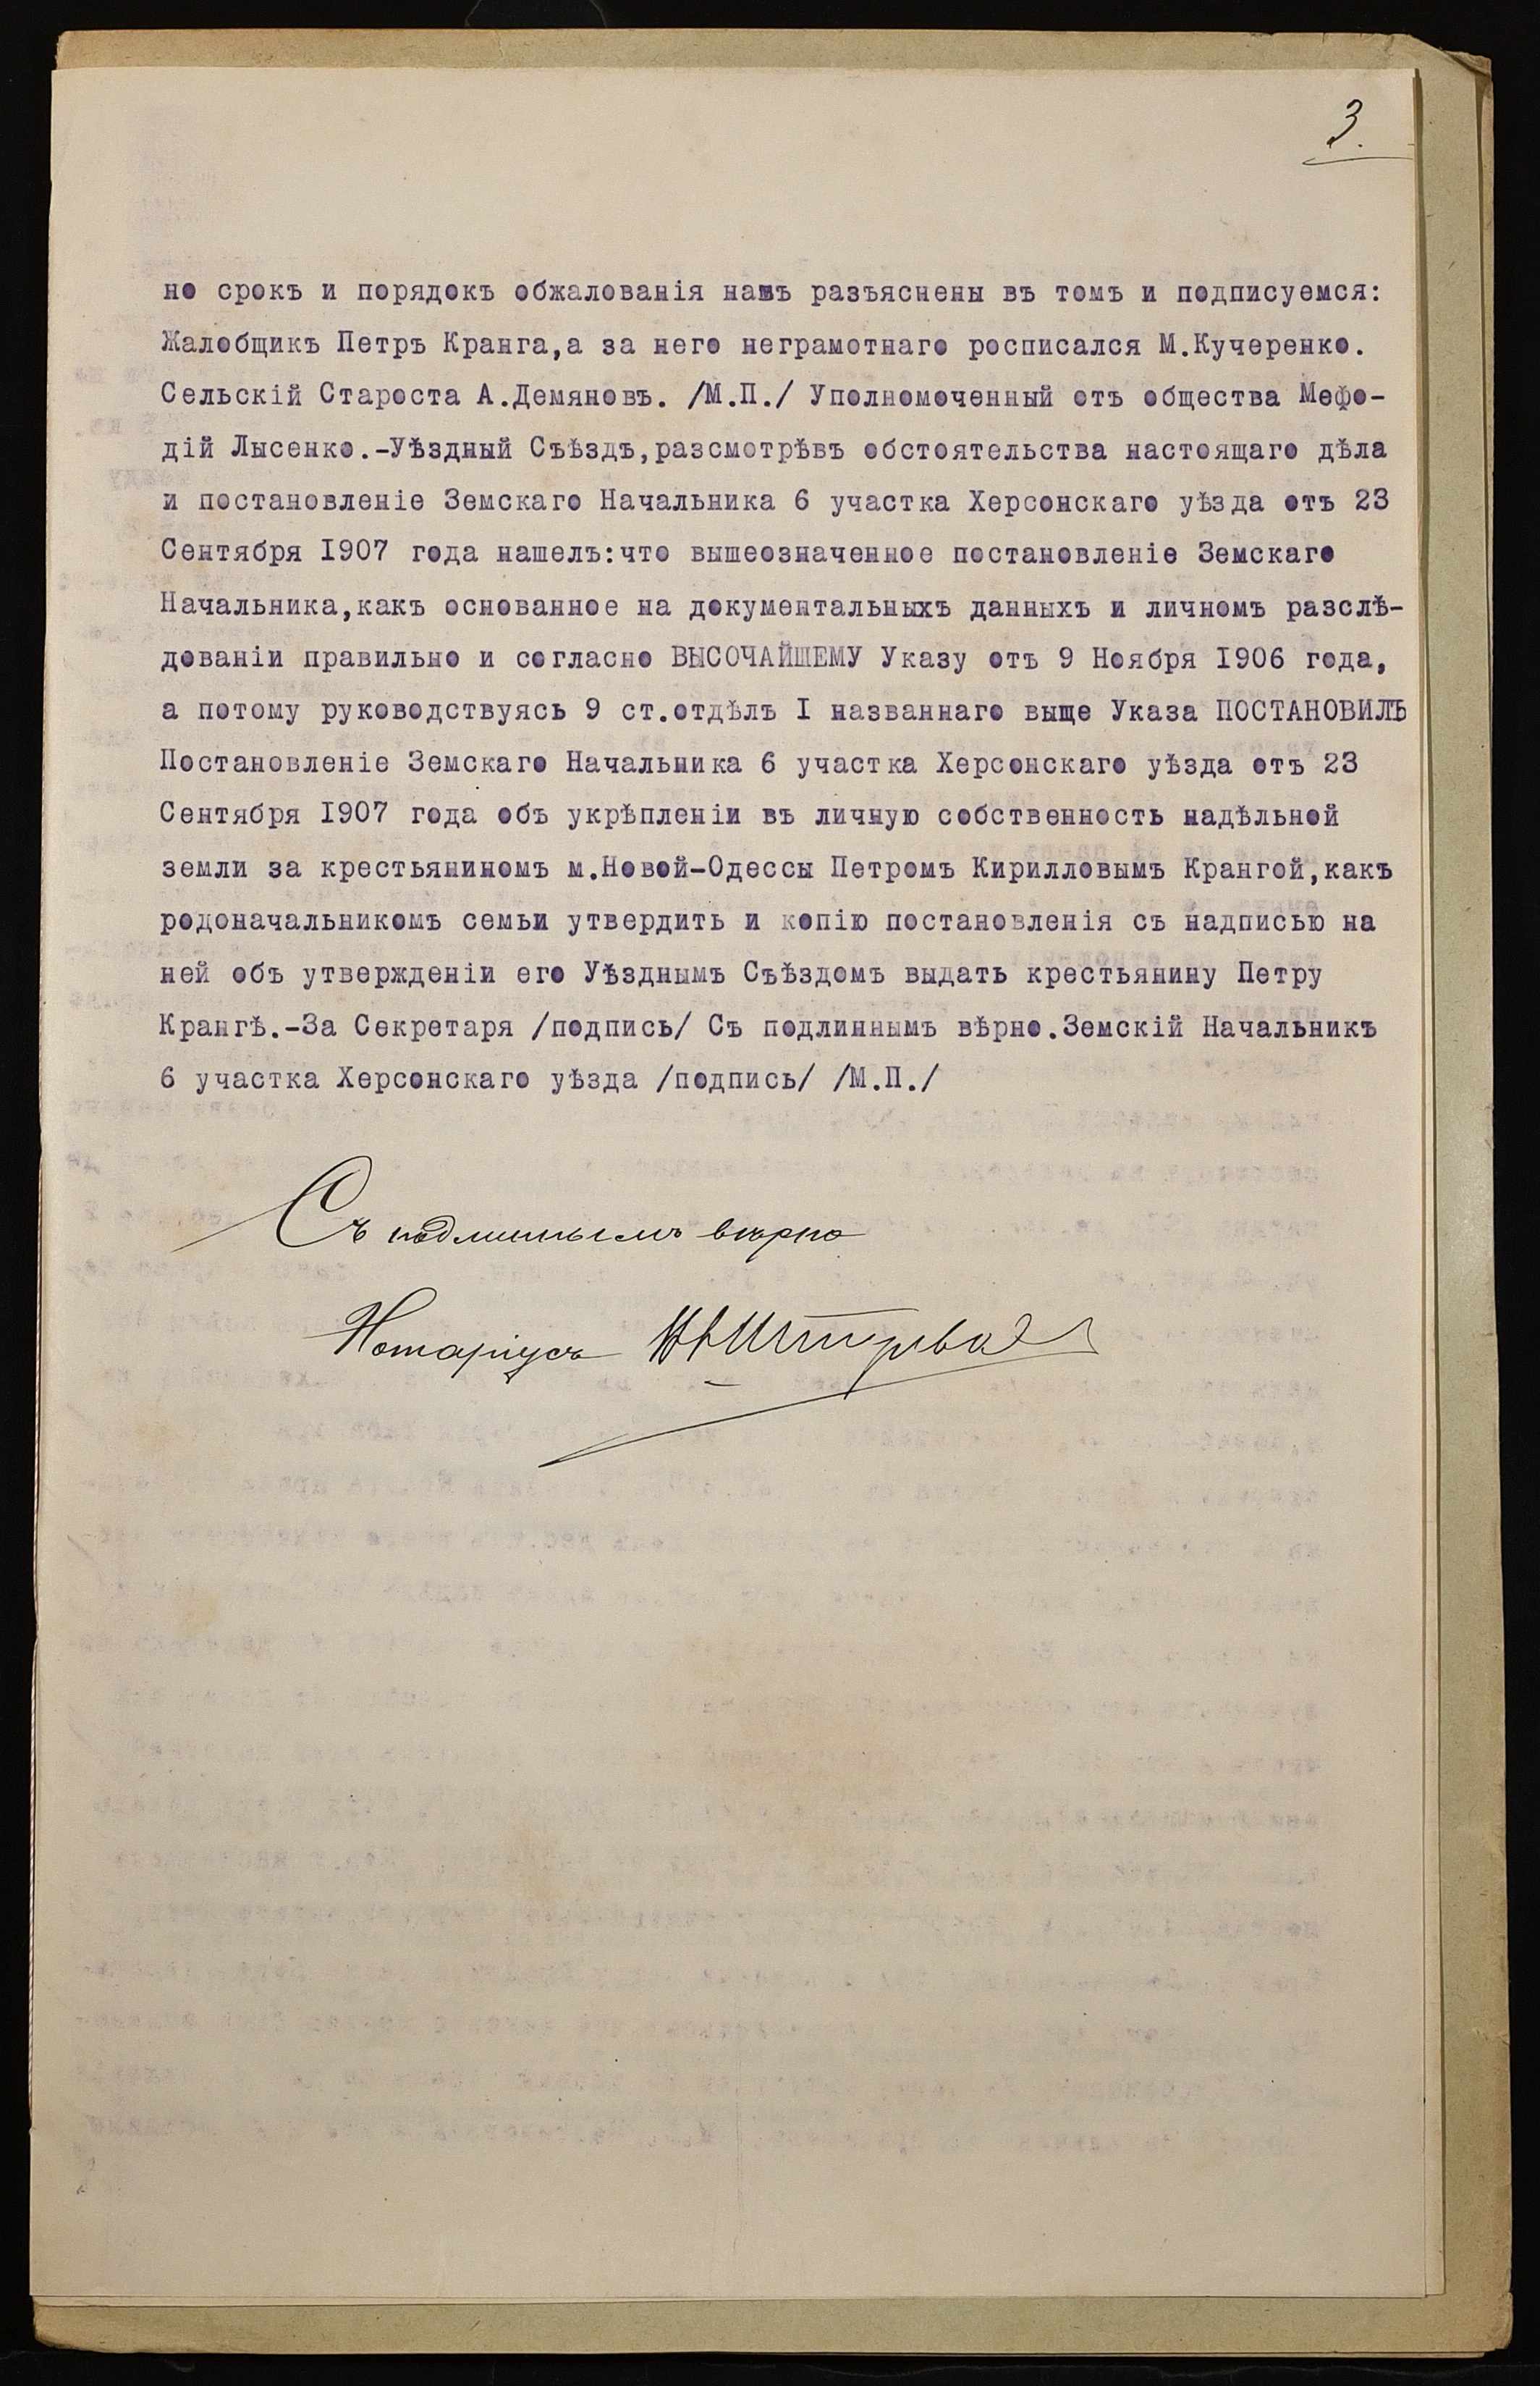 3.
но срокъ и порядокъ обжалованія намъ разъяснены въ томъ и подписуемся:
Жалобщикъ Петръ Кранга,а за него неграмотнаго росписался М.Кучеренко.
Сельскій Староста А.Демяновъ. /М.П./ Уполномоченный отъ общества Мефо-
дій Лысенко.-Уѣздный Съѣздъ,разсмотрѣвъ обстоятельства настоящаго дѣла
и постановленіе Земскаго Начальника 6 участка Херсонскаго уѣзда отъ 23
Сентября I907 года нашелъ:что вышеозначенное постановленіе Земскаго
Начальника,какъ основанное на документальныхъ данныхъ и личномъ разслѣ-
дованіи правильно и согласно ВЫСОЧАЙШЕМУ Указу отъ 9 Ноября I906 года,
а потому руководствуясь 9 ст.отдѣлъ I названнаго выще Указа ПОСТАНОВИЛЪ
Постановленіе Земскаго Начальника 6 участка Херсонскаго уѣзда отъ 23
Сентября I907 года объ укрѣпленіи въ личную собственность надѣльной
земли за крестьяниномъ м.Новой-Одессы Петромъ Кирилловымъ Крангой,какъ
родоначальникомъ семьи утвердить и копію постановленія съ надписью на
ней объ утвержденіи его Уѣзднымъ Съѣздомъ выдать крестьянину Петру
Крангѣ.-За Секретаря /подпись/ Съ подлиннымъ вѣрно.Земскій Начальникъ
6 участка Херсонскаго уѣзда /подпись/ /М.П./
Съ подлиннымъ вѣрно
Нотаріусъ